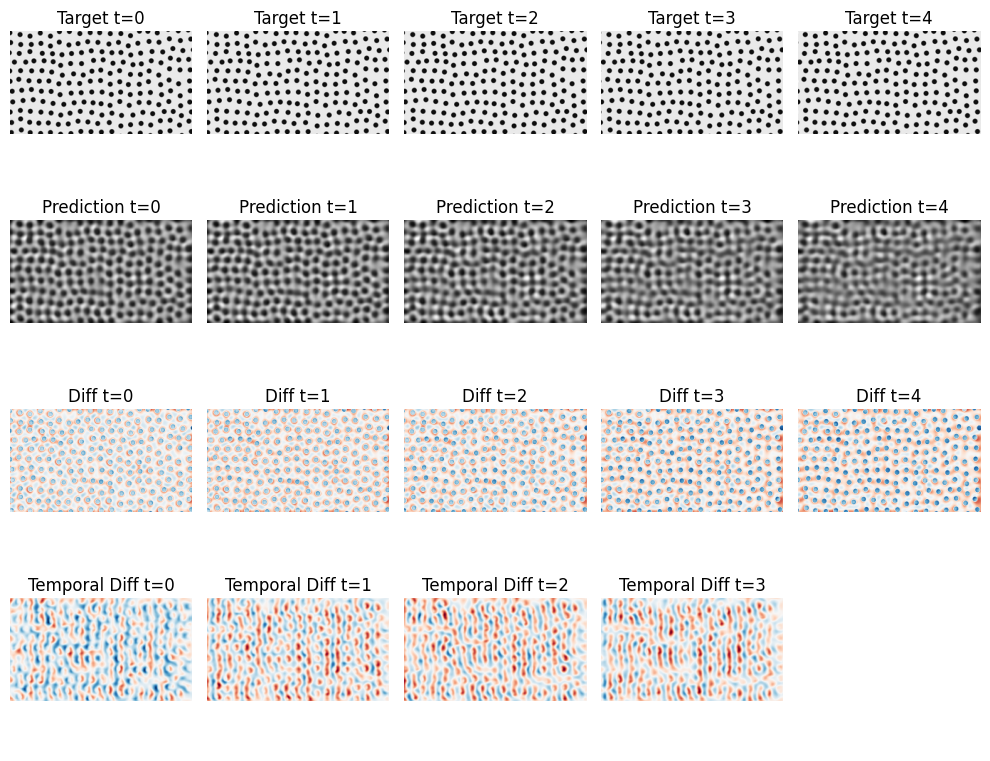 Target t=0 Target t=1 Target t=2 Target t=3 Target t=4
Prediction t=0 Prediction t=1 Prediction t=2 Prediction t=3 Prediction t=4
Diff t=0 Diff t=1 Diff t=2 Diff t=3 Diff t=4
Temporal Diff t=0 Temporal Diff t=1 Temporal Diff t=2 Temporal Diff t=3